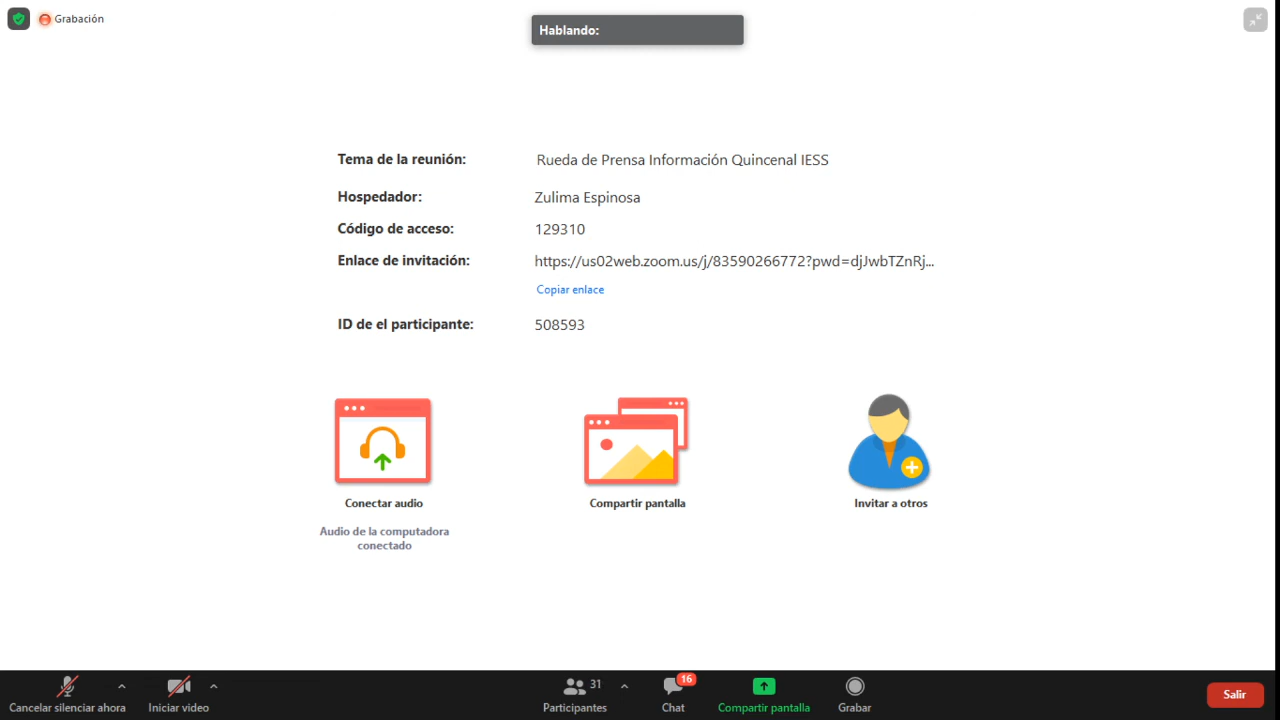 Grabación
Hablando:
Tema de la reunión: Rueda de Prensa Información Quincenal IESS
Hospedador: Zulima Espinosa
Código de acceso: 129310
Enlace de invitación: https://us02web.zoom.us/j/83590266772?pwd=djJwbTZnRj...
Copiar enlace
ID de el participante: 508593
Conectar audio
Compartir pantalla
Invitar a otros
Audio de la computadora
conectado
31
16
Cancelar silenciar ahora
Iniciar video
Participantes
Chat
Compartir pantalla
Grabar
Salir